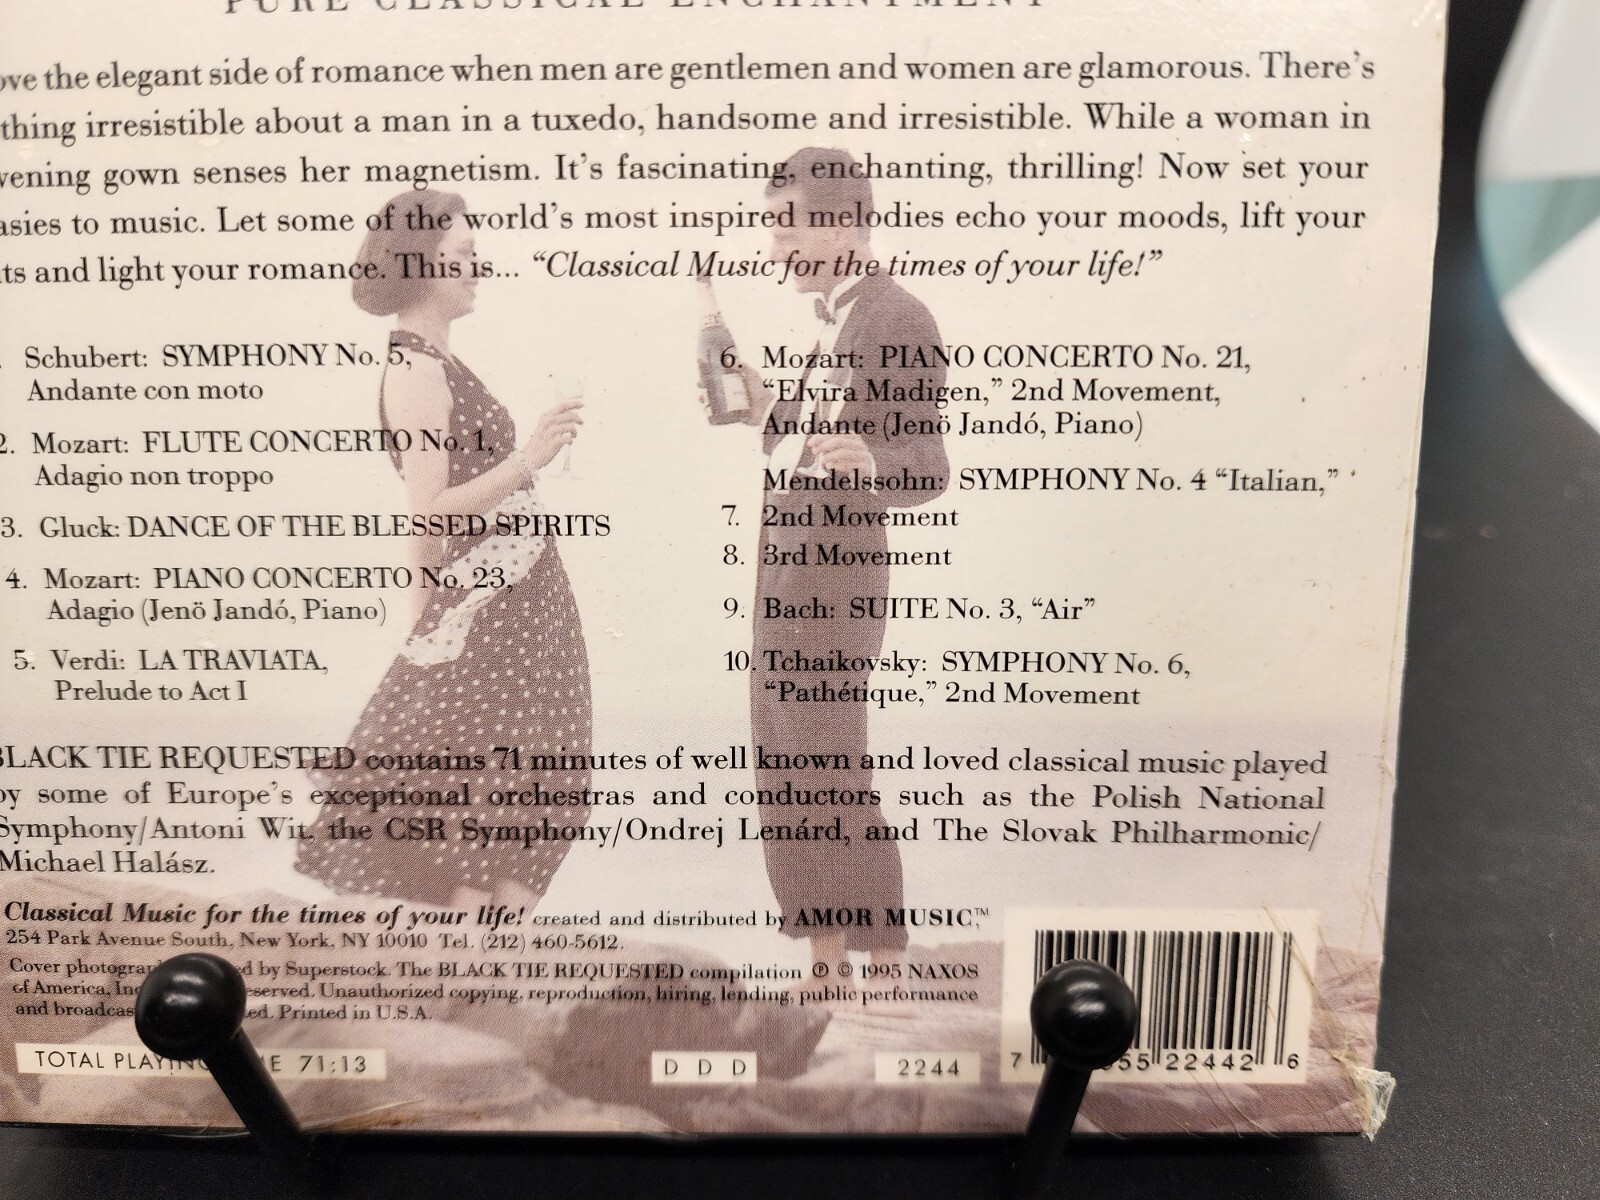 PURE CLASSICAL ENCHANTMENT
ove the elegant side of romance when men are gentlemen and women are glamorous. There's
thing irresistible about a man in a tuxedo, handsome and irresistible. While a woman in
vening gown senses her magnetism. It's fascinating, enchanting, thrilling! Now set your
asies to music. Let some of the world's most inspired melodies echo your moods, lift your
ts and light your romance. This is... "Classical Music for the times of your life!"
. Schubert: SYMPHONY No. 5,
Andante con moto
2. Mozart: FLUTE CONCERTO No. 1,
Adagio non troppo
3. Gluck: DANCE OF THE BLESSED SPIRITS
4. Mozart: PIANO CONCERTO No. 23,
Adagio (Jenö Jandó, Piano)
5. Verdi: LA TRAVIATA,
Prelude to Act I
6. Mozart: PIANO CONCERTO No. 21,
"Elvira Madigen," 2nd Movement,
Andante (Jenö Jandó, Piano)
Mendelssohn: SYMPHONY No. 4 "Italian,"
7. 2nd Movement
8. 3rd Movement
9. Bach: SUITE No. 3, "Air"
10. Tchaikovsky: SYMPHONY No. 6,
"Pathétique," 2nd Movement
BLACK TIE REQUESTED contains 71 minutes of well known and loved classical music played
by some of Europe's exceptional orchestras and conductors such as the Polish National
Symphony/Antoni Wit, the CSR Symphony/Ondrej Lenárd, and The Slovak Philharmonic/
Michael Halász.
Classical Music for the times of your life! created and distributed by AMOR MUSIC,™
254 Park Avenue South, New York, NY 10010 Tel. (212) 460-5612.
Cover photogra d by Superstock. The BLACK TIE REQUESTED compilation ℗ © 1995 NAXOS
of America, Inc eserved. Unauthorized copying, reproduction, hiring, lending, public performance
and broadcas ed. Printed in U.S.A.
TOTAL PLAYING E 71:13
D D D
2244
7 55 22442 6